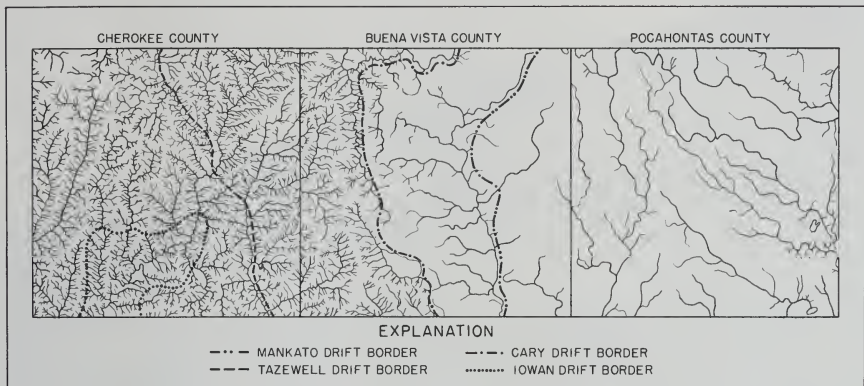 CHEROKEE COUNTY BUENA VISTA COUNTY POCAHONTAS COUNTY
EXPLANATION
MANKATO DRIFT BORDER CARY DRIFT BORDER
TAZEWELL DRIFT BORDER IOWAN DRIFT BORDER